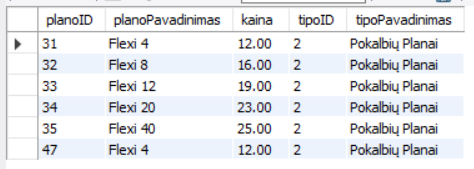 planoID planoPavadinimas kaina tipoID tipoPavadinimas
31 Flexi 4 12.00 2 Pokalbių Planai
32 Flexi 8 16.00 2 Pokalbių Planai
33 Flexi 12 19.00 2 Pokalbių Planai
34 Flexi 20 23.00 2 Pokalbių Planai
35 Flexi 40 25.00 2 Pokalbių Planai
47 Flexi 4 12.00 2 Pokalbių Planai